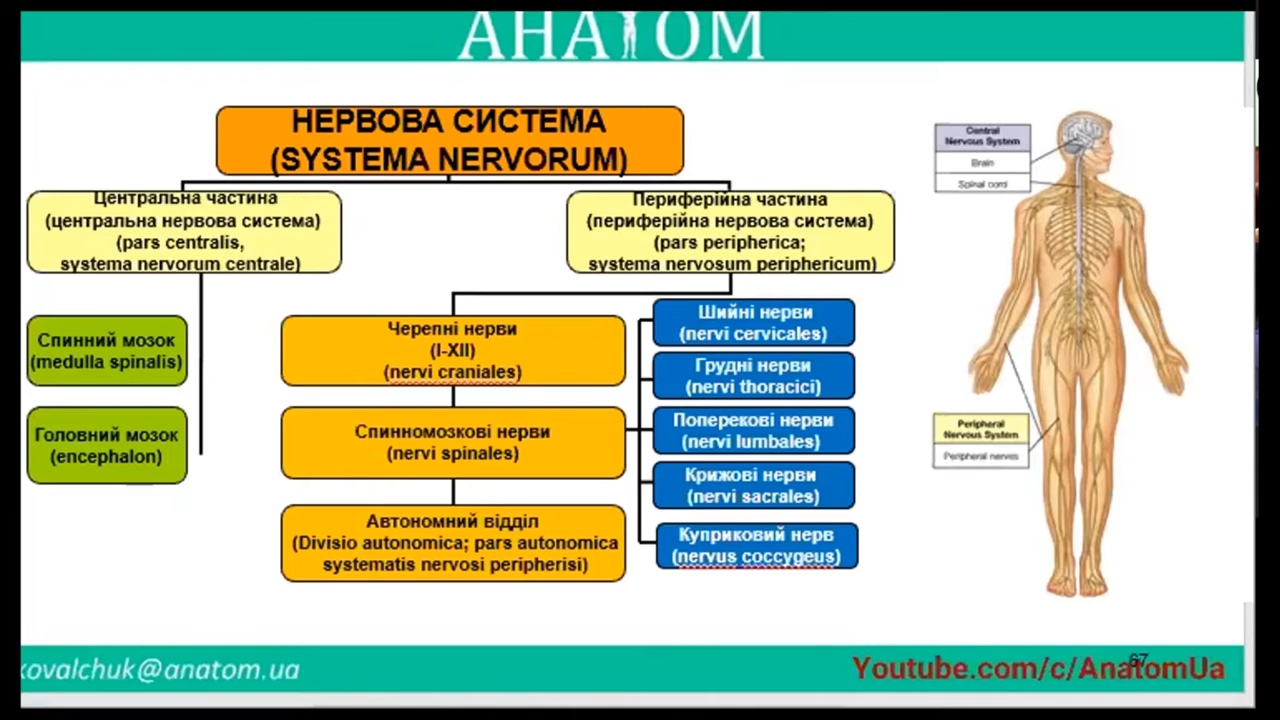 АНАТОМ
НЕРВОВА СИСТЕМА
(SYSTEMA NERVORUM)
Центральна частина
(центральна нервова система)
(pars centralis,
systema nervorum centrale)
Периферійна частина
(периферійна нервова система)
(pars peripherica;
systema nervosum periphericum)
Спинний мозок
(medulla spinalis)
Головний мозок
(encephalon)
Черепні нерви
(I-XII)
(nervi craniales)
Спинномозкові нерви
(nervi spinales)
Автономний відділ
(Divisio autonomica; pars autonomica
systematis nervosi peripherisi)
Шийні нерви
(nervi cervicales)
Грудні нерви
(nervi thoracici)
Поперекові нерви
(nervi lumbales)
Крижові нерви
(nervi sacrales)
Куприковий нерв
(nervus coccygeus)
Central
Nervous System
Brain
Spinal cord
Peripheral
Nervous System
Peripheral nerves
kovalchuk@anatom.ua
67
Youtube.com/c/AnatomUa